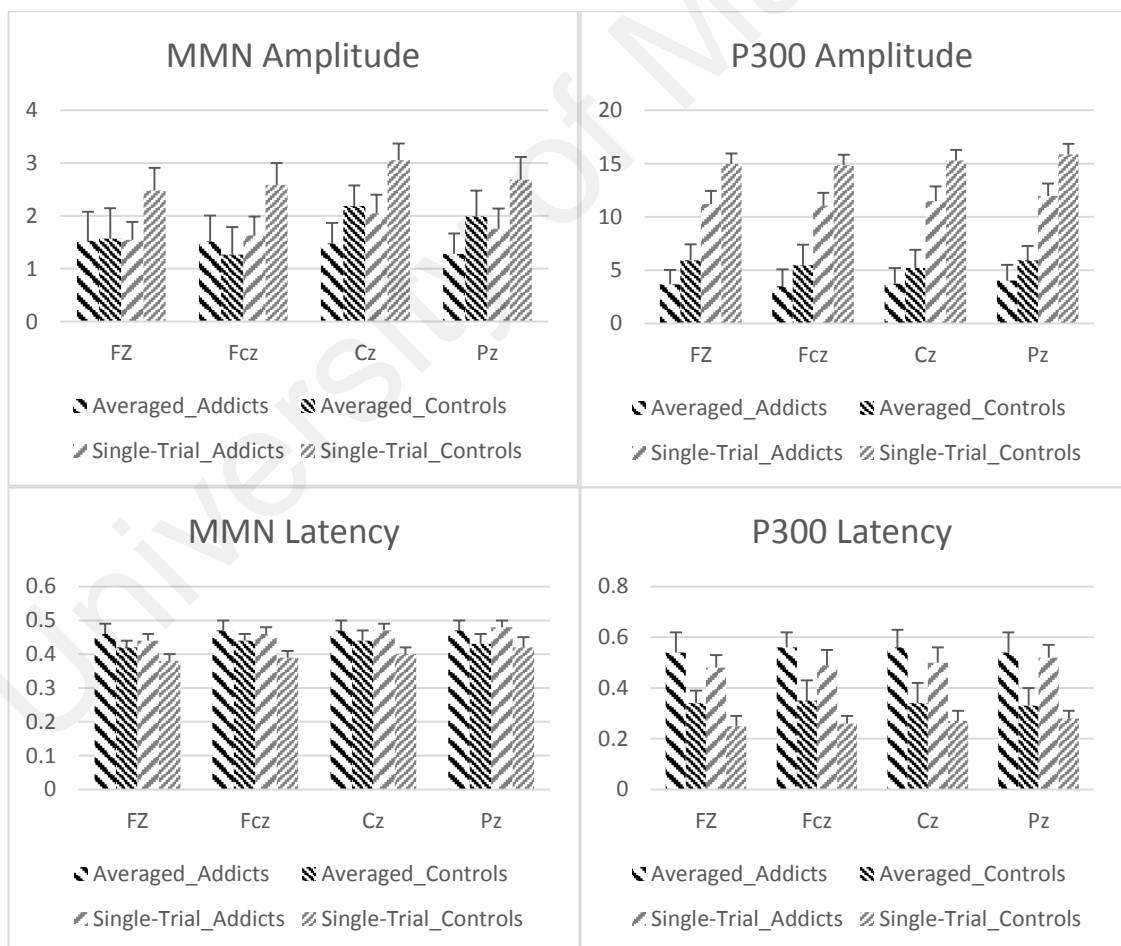 MMN Amplitude
4
3
2
1
0
FZ Fcz Cz Pz
Averaged_Addicts Averaged_Controls
Single-Trial_Addicts Single-Trial_Controls
P300 Amplitude
20
15
10
5
0
FZ Fcz Cz Pz
Averaged_Addicts Averaged_Controls
Single-Trial_Addicts Single-Trial_Controls
MMN Latency
0.6
0.5
0.4
0.3
0.2
0.1
0
FZ Fcz Cz Pz
Averaged_Addicts Averaged_Controls
Single-Trial_Addicts Single-Trial_Controls
P300 Latency
0.8
0.6
0.4
0.2
0
FZ Fcz Cz Pz
Averaged_Addicts Averaged_Controls
Single-Trial_Addicts Single-Trial_Controls
University of